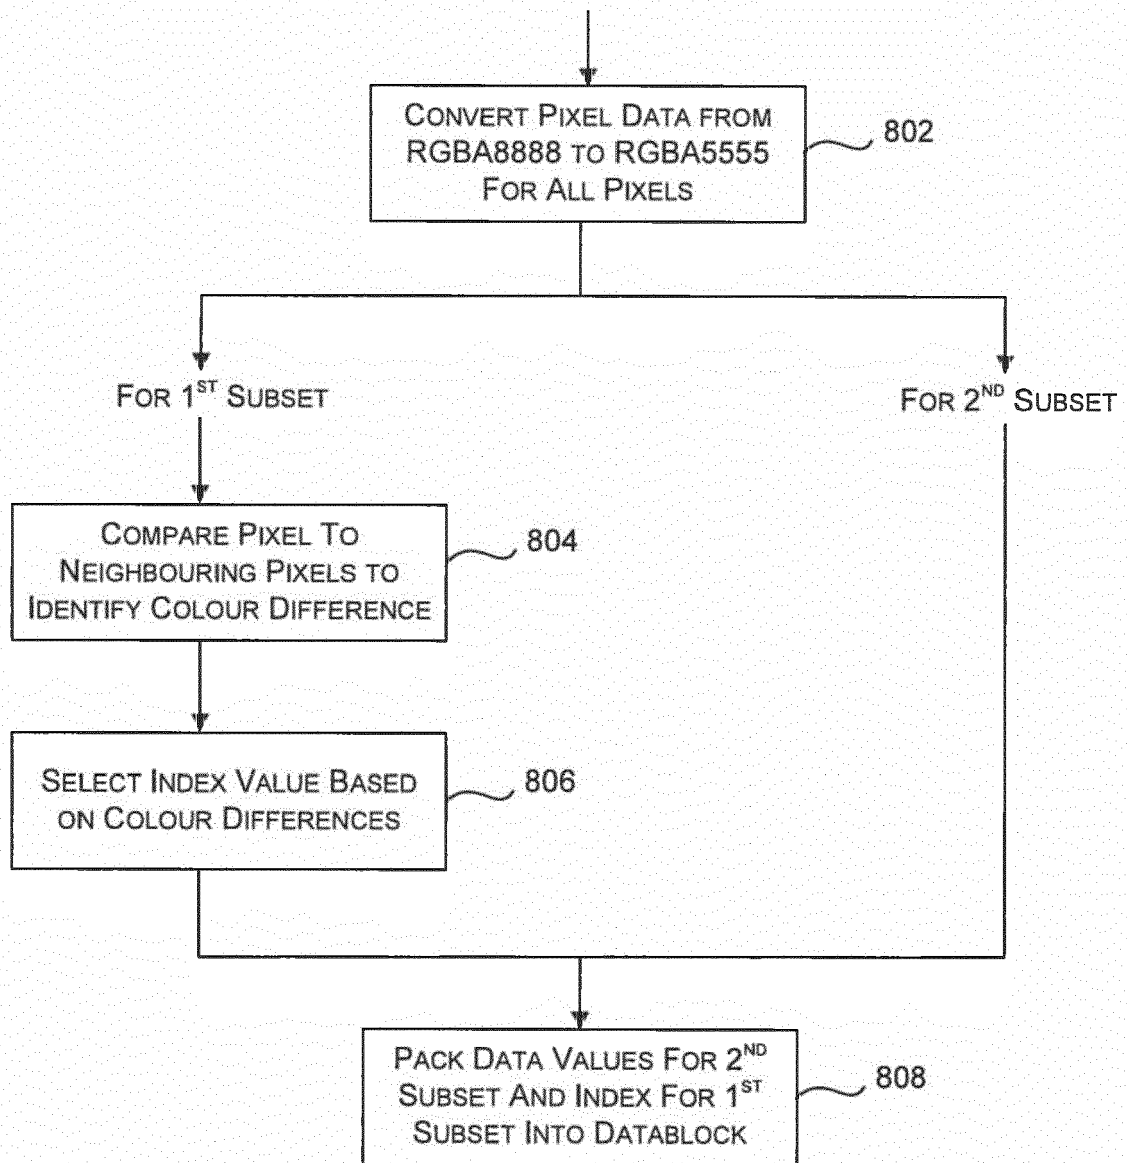 CONVERT PIXEL DATA FROM
RGBA8888 TO RGBA5555
FOR ALL PIXELS
802
FOR 1ST SUBSET
FOR 2ND SUBSET
COMPARE PIXEL TO
NEIGHBOURING PIXELS TO
IDENTIFY COLOUR DIFFERENCE
804
SELECT INDEX VALUE BASED
ON COLOUR DIFFERENCES
806
PACK DATA VALUES FOR 2ND
SUBSET AND INDEX FOR 1ST
SUBSET INTO DATABLOCK
808